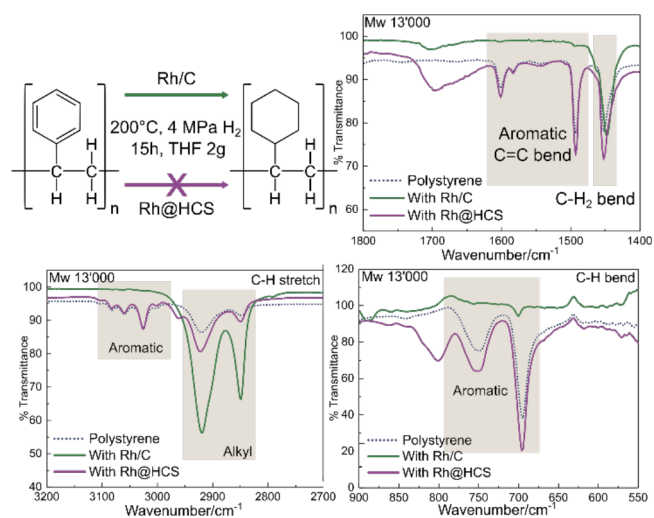 Rh/C
200°C, 4 MPa H2
15h, THF 2g
Rh@HCS
H
C
C
H
H
n
H
C
C
H
H
n
Mw 13'000
Aromatic
C=C bend
C-H2 bend
Polystyrene
With Rh/C
With Rh@HCS
% Transmittance
100
90
80
70
60
1800
1700
1600
1500
1400
Wavenumber/cm-1
Mw 13'000
C-H stretch
Aromatic
Alkyl
Polystyrene
With Rh/C
With Rh@HCS
% Transmittance
100
90
80
70
60
50
40
3200
3100
3000
2900
2800
2700
Wavenumber/cm-1
Mw 13'000
C-H bend
Aromatic
Polystyrene
With Rh/C
With Rh@HCS
% Transmittance
120
100
80
60
40
20
0
900
850
800
750
700
650
600
550
Wavenumber/cm-1